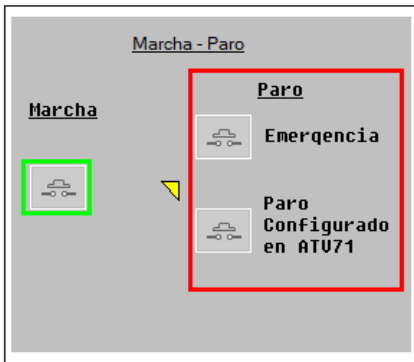 Marcha - Paro
Marcha
Paro
Emergencia
Paro
Configurado
en ATV71